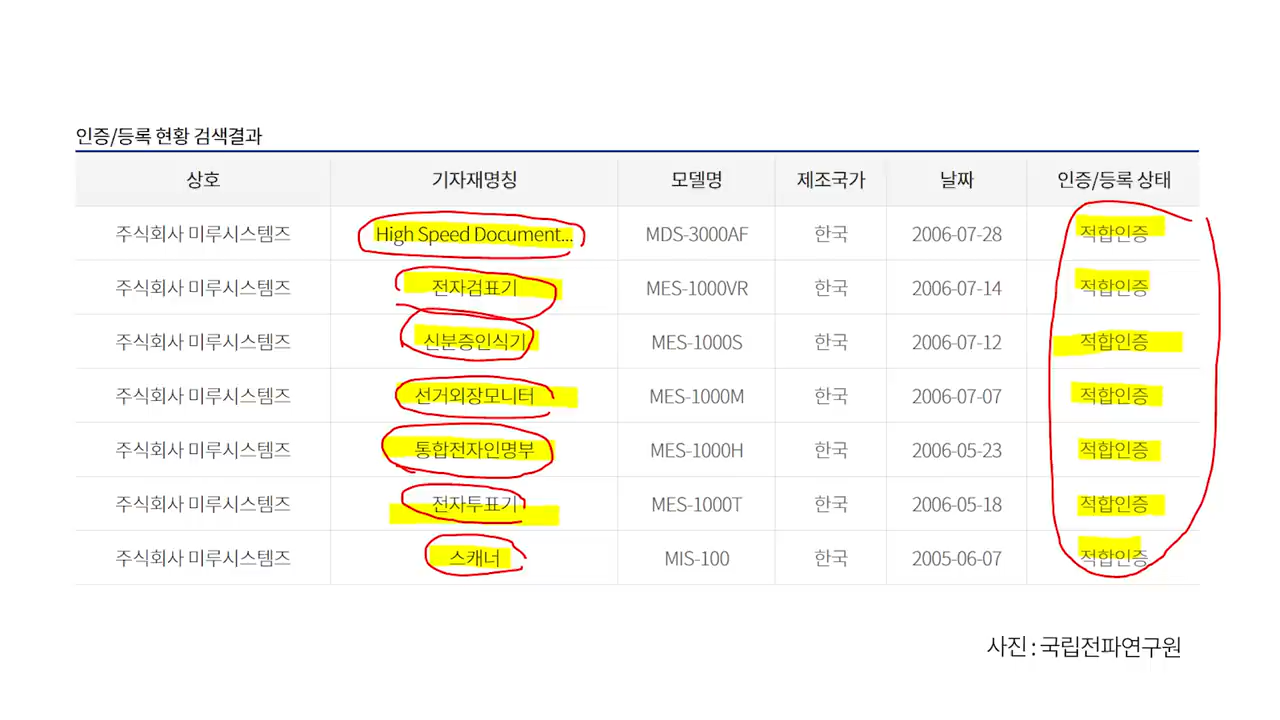 인증/등록 현황 검색결과
상호 기자재명칭 모델명 제조국가 날짜 인증/등록 상태
주식회사 미루시스템즈 High Speed Document... MDS-3000AF 한국 2006-07-28 적합인증
주식회사 미루시스템즈 전자검표기 MES-1000VR 한국 2006-07-14 적합인증
주식회사 미루시스템즈 신분증인식기 MES-1000S 한국 2006-07-12 적합인증
주식회사 미루시스템즈 선거외장모니터 MES-1000M 한국 2006-07-07 적합인증
주식회사 미루시스템즈 통합전자인명부 MES-1000H 한국 2006-05-23 적합인증
주식회사 미루시스템즈 전자투표기 MES-1000T 한국 2006-05-18 적합인증
주식회사 미루시스템즈 스캐너 MIS-100 한국 2005-06-07 적합인증
사진 : 국립전파연구원